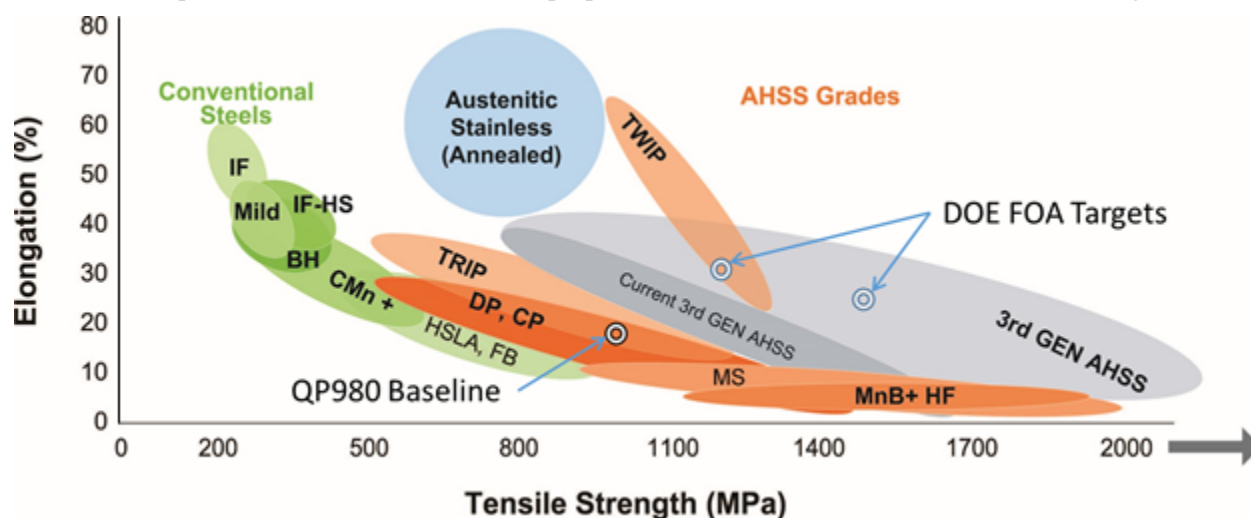 80
70
60
50
40
30
20
10
0
Elongation (%)
Conventional
Steels
IF
Mild
IF-HS
BH
CMn +
HSLA, FB
Austenitic
Stainless
(Annealed)
AHSS Grades
TWIP
DOE FOA Targets
TRIP
DP, CP
Current 3rd GEN AHSS
3rd GEN AHSS
QP980 Baseline
MS
MnB+ HF
0 200 500 800 1100 1400 1700 2000
Tensile Strength (MPa)